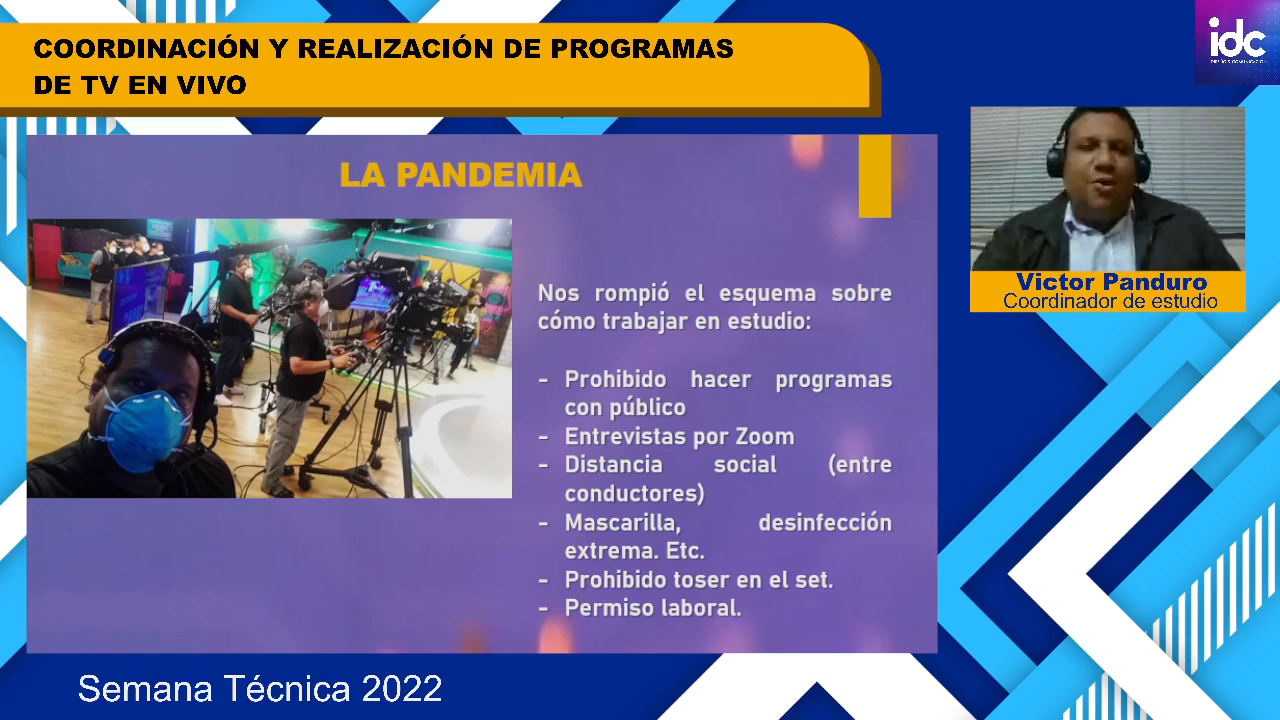 COORDINACIÓN Y REALIZACIÓN DE PROGRAMAS
DE TV EN VIVO
idc
LA PANDEMIA
Nos rompió el esquema sobre
cómo trabajar en estudio:
- Prohibido hacer programas
con público
- Entrevistas por Zoom
- Distancia social (entre
conductores)
- Mascarilla, desinfección
extrema. Etc.
- Prohibido toser en el set.
- Permiso laboral.
Victor Panduro
Coordinador de estudio
Semana Técnica 2022